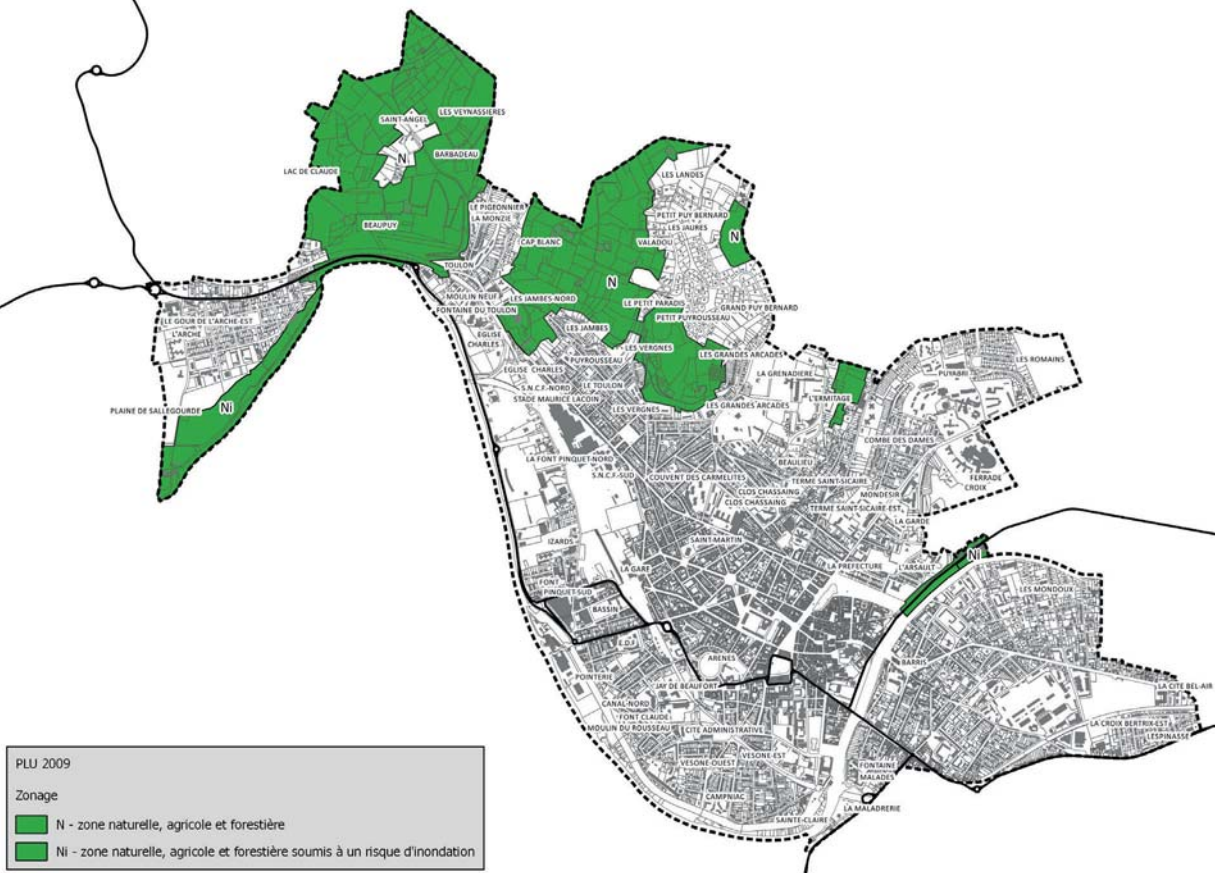 LES VEYNASSIERES
SAINT-ANGEL
N
BARBADEAU
LAC DE CLAUDE
LES LANDES
LE PIGEONNIER
LA MONZIE
PETIT PUY BERNARD
BEAUPUY
LES JAURES
N
CAP BLANC
VALADOU
TOULON
N
MOULIN NEUF
LES JAMBES-NORD
LE PETIT PARADIS
GRAND PUY BERNARD
FONTAINE DU TOULON
PETIT PUYROUSSEAU
LE GOUR DE L'ARCHE-EST
L'ARCHE
LES JAMBES
EGLISE
CHARLES
LES VERGNES
LES GRANDES ARCADES
PUYROUSSEAU
LES ROMAINS
EGLISE CHARLES
LA GRENADIERE
PUYABRI
S.N.C.F.-NORD
LE TOULON
STADE MAURICE LACOIN
L'ERMITAGE
Ni
PLAINE DE SALLEGOURDE
LES VERGNES
LES GRANDES ARCADES
COMBE DES DAMES
LA FONT PINQUET-NORD
BEAULIEU
S.N.C.F.-SUD
COUVENT DES CARMELITES
TERME SAINT-SICAIRE
FERRADE
CROIX
CLOS CHASSAING
MONDESIR
CLOS CHASSAING
TERME SAINT-SICAIRE-EST
LA GARDE
IZARDS
SAINT-MARTIN
Ni
LA GARE
LA PREFECTURE
L'ARSAULT
FONT
PINQUET-SUD
LES MONDOUX
BASSIN
E.D.F
ARENES
BARRIS
POINTERIE
JAY DE BEAUFORT
LA CITE BEL-AIR
CANAL-NORD
FONT CLAUDE
MOULIN DU ROUSSEAU
CITE ADMINISTRATIVE
LA CROIX BERTRIX-EST
LESPINASSE
VESONE-EST
VESONE-OUEST
FONTAINE
MALADES
CAMPNIAC
LA MALADRERIE
SAINTE-CLAIRE
PLU 2009
Zonage
N - zone naturelle, agricole et forestière
Ni - zone naturelle, agricole et forestière soumis à un risque d'inondation